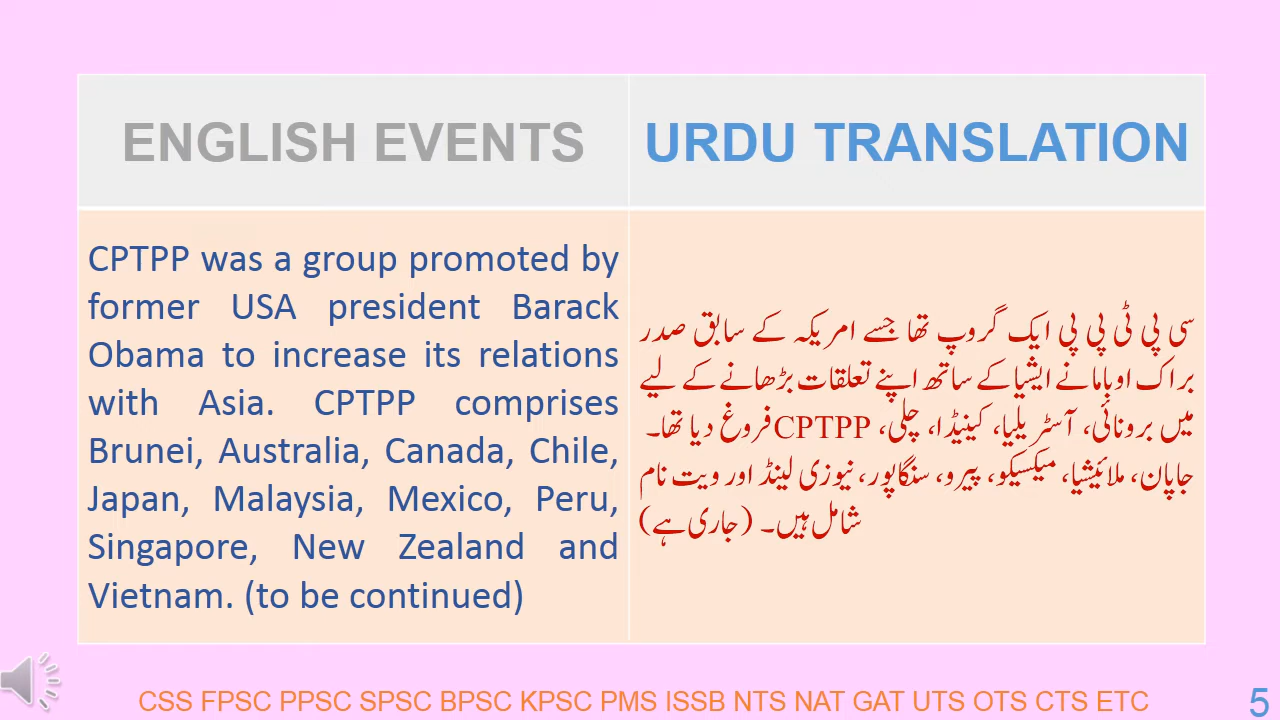 ENGLISH EVENTS
URDU TRANSLATION
CPTPP was a group promoted by
former USA president Barack
Obama to increase its relations
with Asia. CPTPP comprises
Brunei, Australia, Canada, Chile,
Japan, Malaysia, Mexico, Peru,
Singapore, New Zealand and
Vietnam. (to be continued)
سی پی ٹی پی پی ایک گروپ تھا جسے امریکہ کے سابق صدر
براک اوباما نے ایشیا کے ساتھ اپنے تعلقات بڑھانے کے لیے
میں برونائی، آسٹریلیا، کینیڈا، چلی، CPTPP فروغ دیا تھا۔
جاپان، ملائیشیا، میکسیکو، پیرو، سنگاپور، نیوزی لینڈ اور ویت نام
شامل ہیں۔ (جاری ہے)
CSS FPSC PPSC SPSC BPSC KPSC PMS ISSB NTS NAT GAT UTS OTS CTS ETC
5